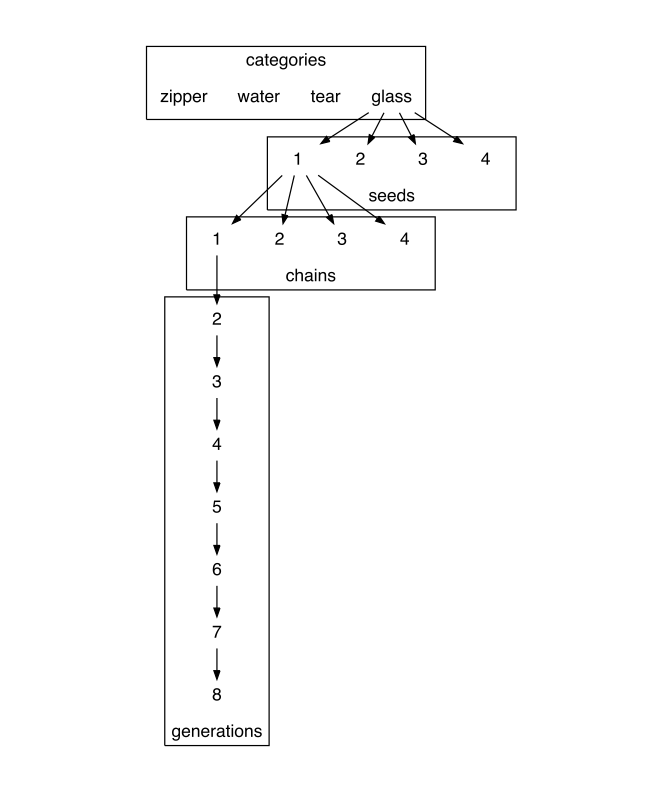 categories
zipper water tear glass
1 2 3 4
seeds
1 2 3 4
chains
2
3
4
5
6
7
8
generations